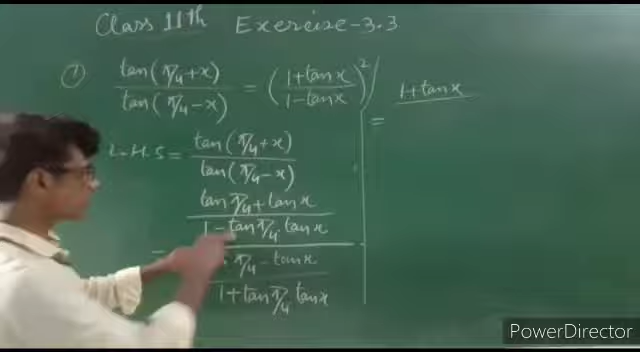 Class 11th Exercise-3.3
① tan(π/4+x) / tan(π/4-x) = (1+tanx / 1-tanx)²
L.H.S = tan(π/4+x) / tan(π/4-x)
tanπ/4+tanx
1-tanπ/4.tanx
π/4-tanx
1+tanπ/4 tanx
= 1+tanx
PowerDirector